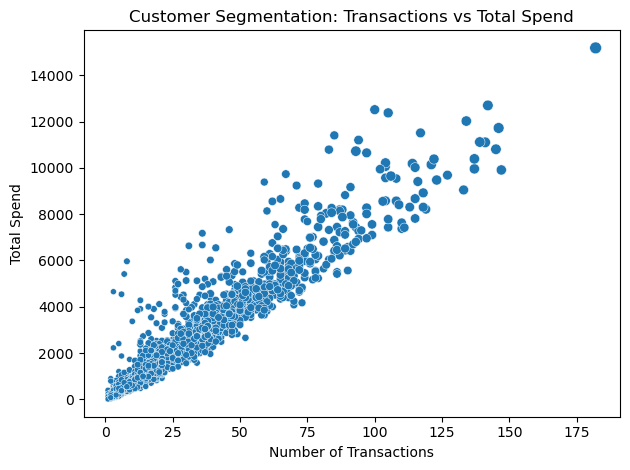 Customer Segmentation: Transactions vs Total Spend
14000
12000
10000
8000
6000
4000
2000
0
Total Spend
0 25 50 75 100 125 150 175
Number of Transactions